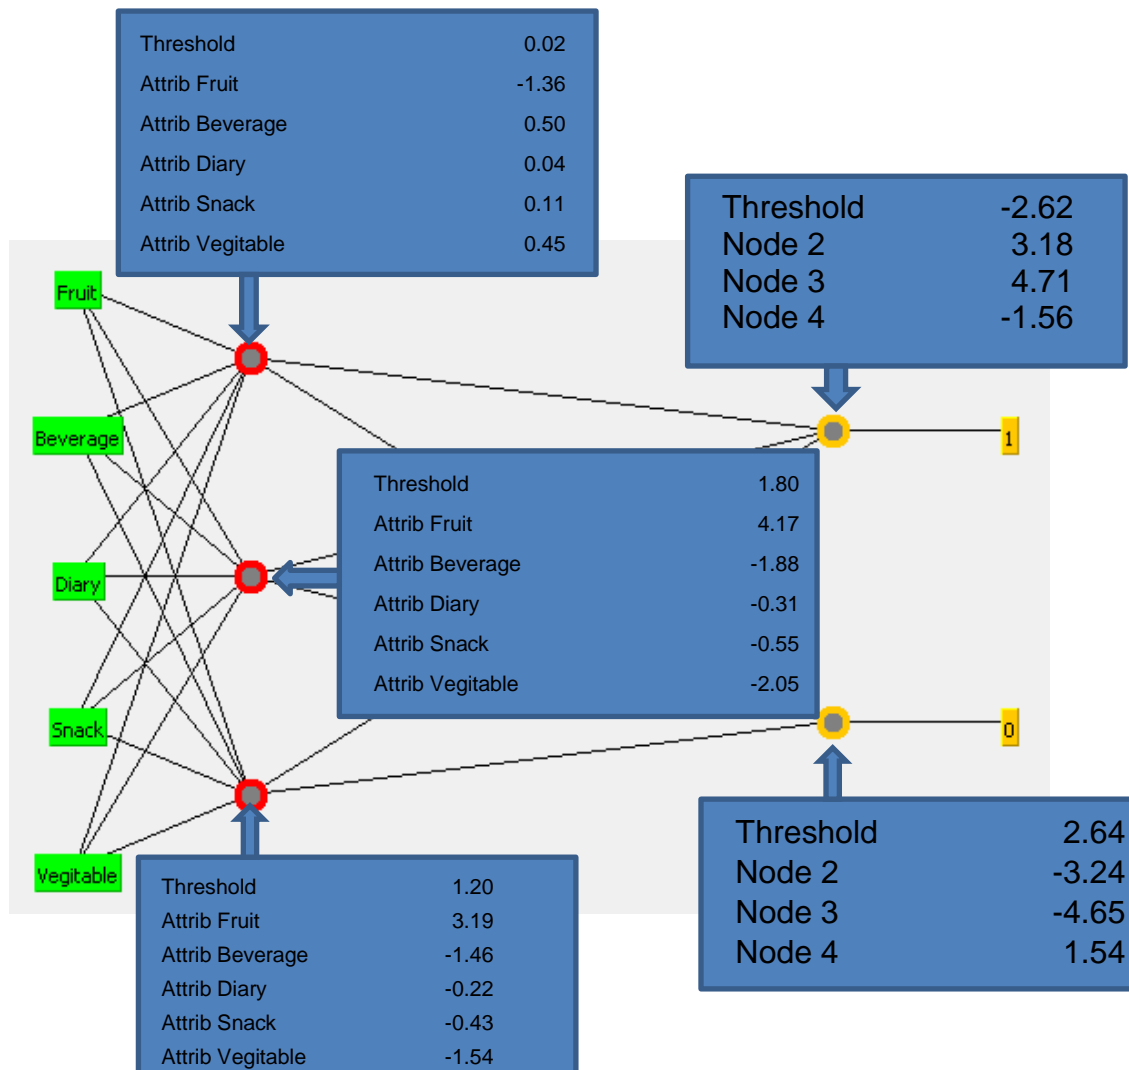 Threshold 0.02
Attrib Fruit -1.36
Attrib Beverage 0.50
Attrib Diary 0.04
Attrib Snack 0.11
Attrib Vegitable 0.45
Threshold -2.62
Node 2 3.18
Node 3 4.71
Node 4 -1.56
Fruit
Beverage
Diary
Snack
Vegitable
1
0
Threshold 1.80
Attrib Fruit 4.17
Attrib Beverage -1.88
Attrib Diary -0.31
Attrib Snack -0.55
Attrib Vegitable -2.05
Threshold 1.20
Attrib Fruit 3.19
Attrib Beverage -1.46
Attrib Diary -0.22
Attrib Snack -0.43
Attrib Vegitable -1.54
Threshold 2.64
Node 2 -3.24
Node 3 -4.65
Node 4 1.54